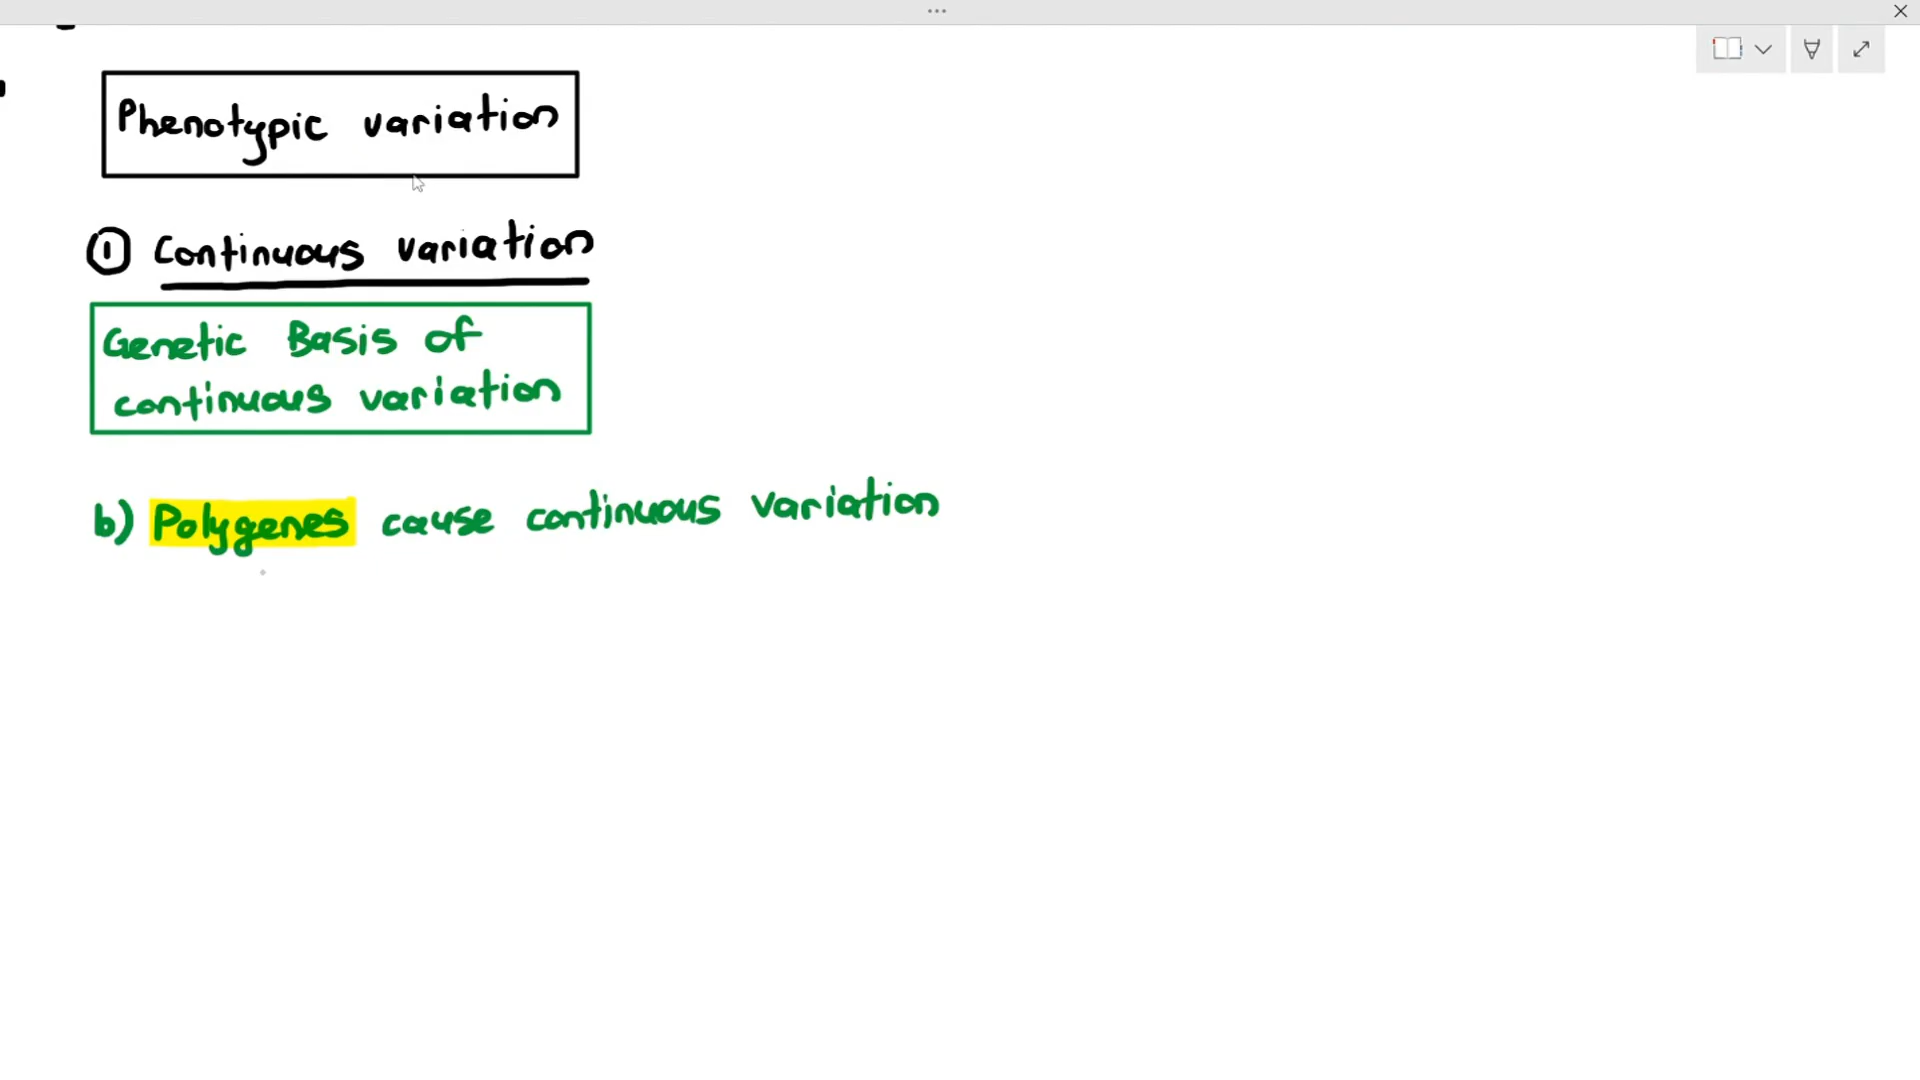 Phenotypic variation
① Continuous variation
Genetic Basis of
continuous variation
b) Polygenes cause continuous variation